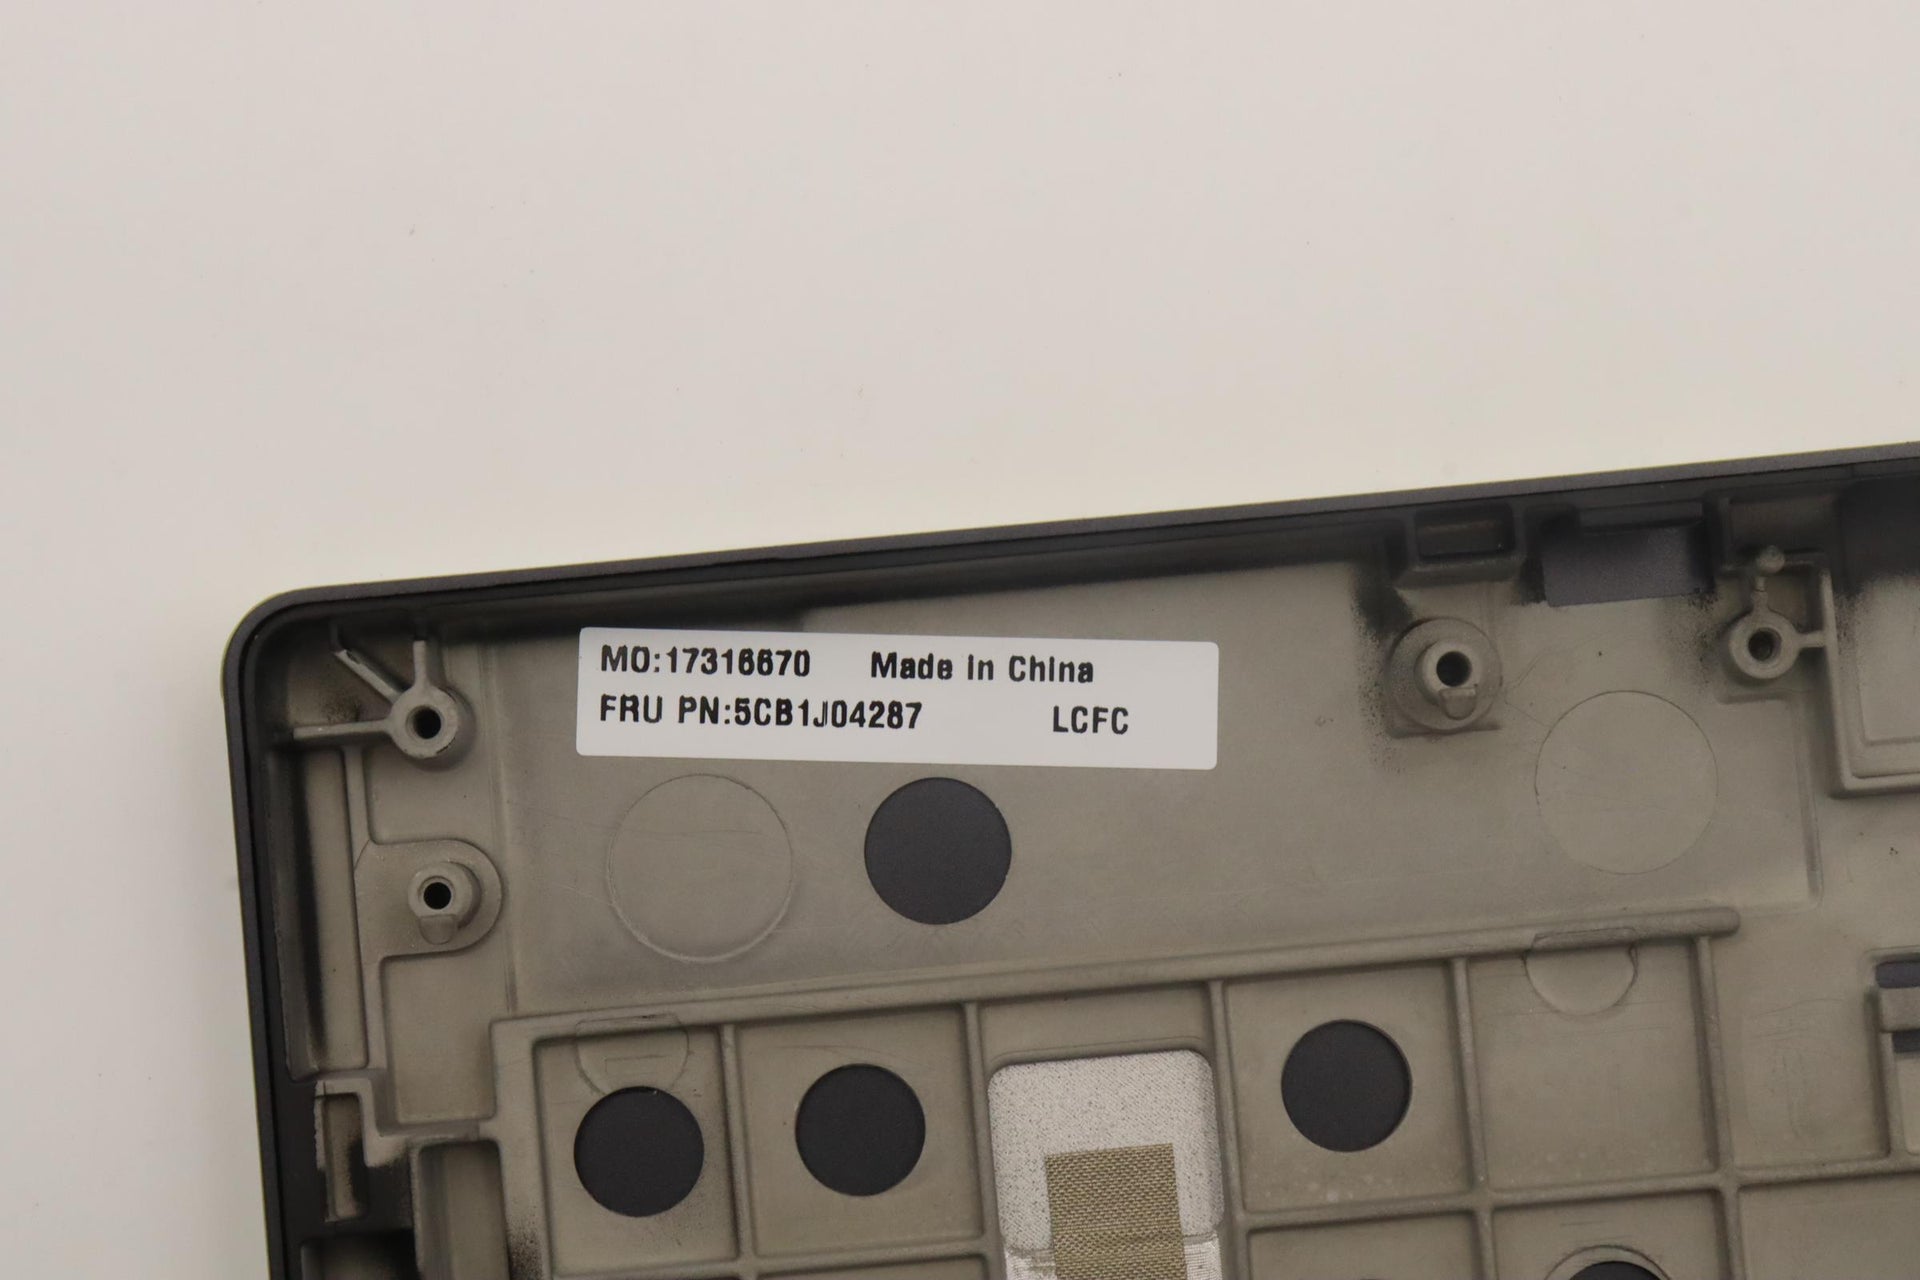 MO:17316670 Made in China
FRU PN:5CB1J04287 LCFC